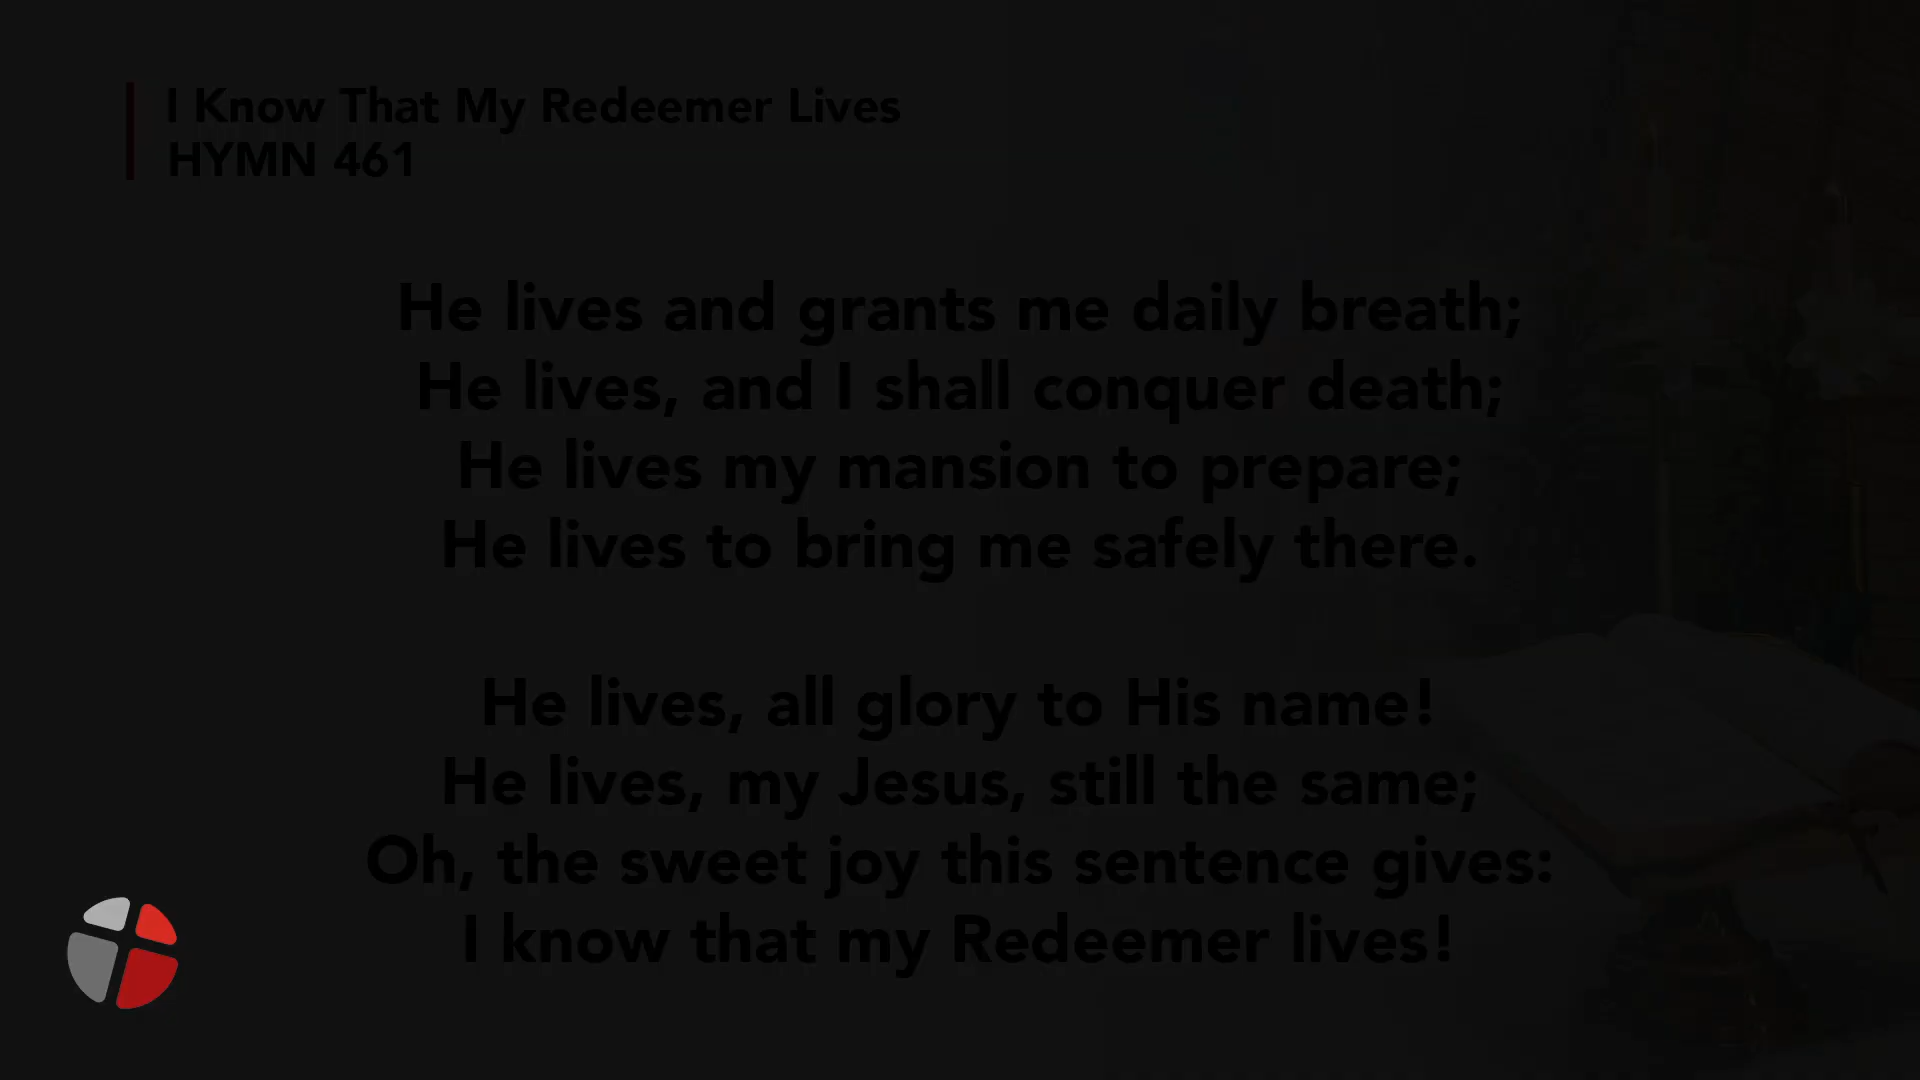 I Know That My Redeemer Lives
HYMN 461
He lives and grants me daily breath;
He lives, and I shall conquer death;
He lives my mansion to prepare;
He lives to bring me safely there.
He lives, all glory to His name!
He lives, my Jesus, still the same;
Oh, the sweet joy this sentence gives:
I know that my Redeemer lives!